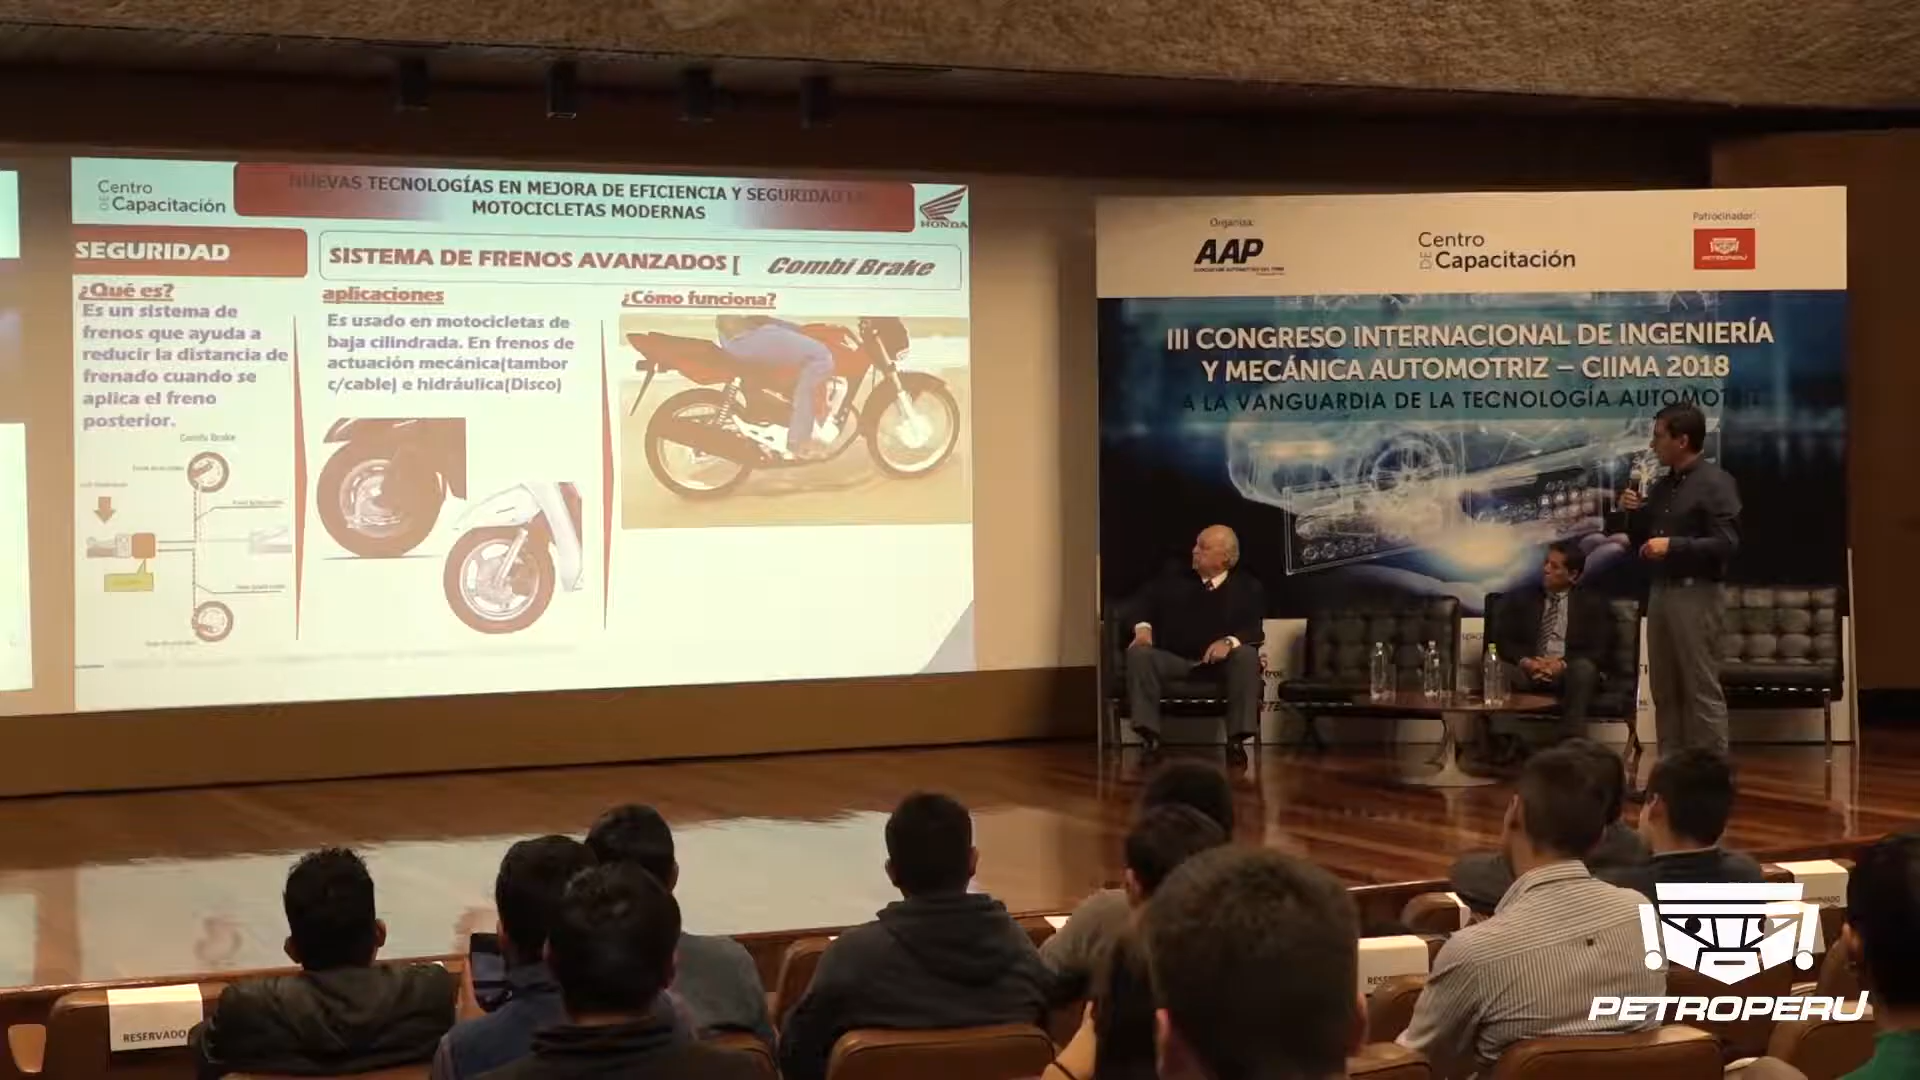 Centro
DE Capacitación
NUEVAS TECNOLOGÍAS EN MEJORA DE EFICIENCIA Y SEGURIDAD
MOTOCICLETAS MODERNAS
HONDA
SEGURIDAD
SISTEMA DE FRENOS AVANZADOS [
Combi Brake
¿Qué es?
Es un sistema de
frenos que ayuda a
reducir la distancia de
frenado cuando se
aplica el freno
posterior.
Combi Brake
aplicaciones
Es usado en motocicletas de
baja cilindrada. En frenos de
actuación mecánica(tambor
c/cable) e hidráulica(Disco)
¿Cómo funciona?
Organiza:
AAP
Centro
DE Capacitación
Patrocinador:
PETROPERU
III CONGRESO INTERNACIONAL DE INGENIERÍA
Y MECÁNICA AUTOMOTRIZ – CIIMA 2018
A LA VANGUARDIA DE LA TECNOLOGÍA AUTOMOTRIZ
RESERVADO
PETROPERU